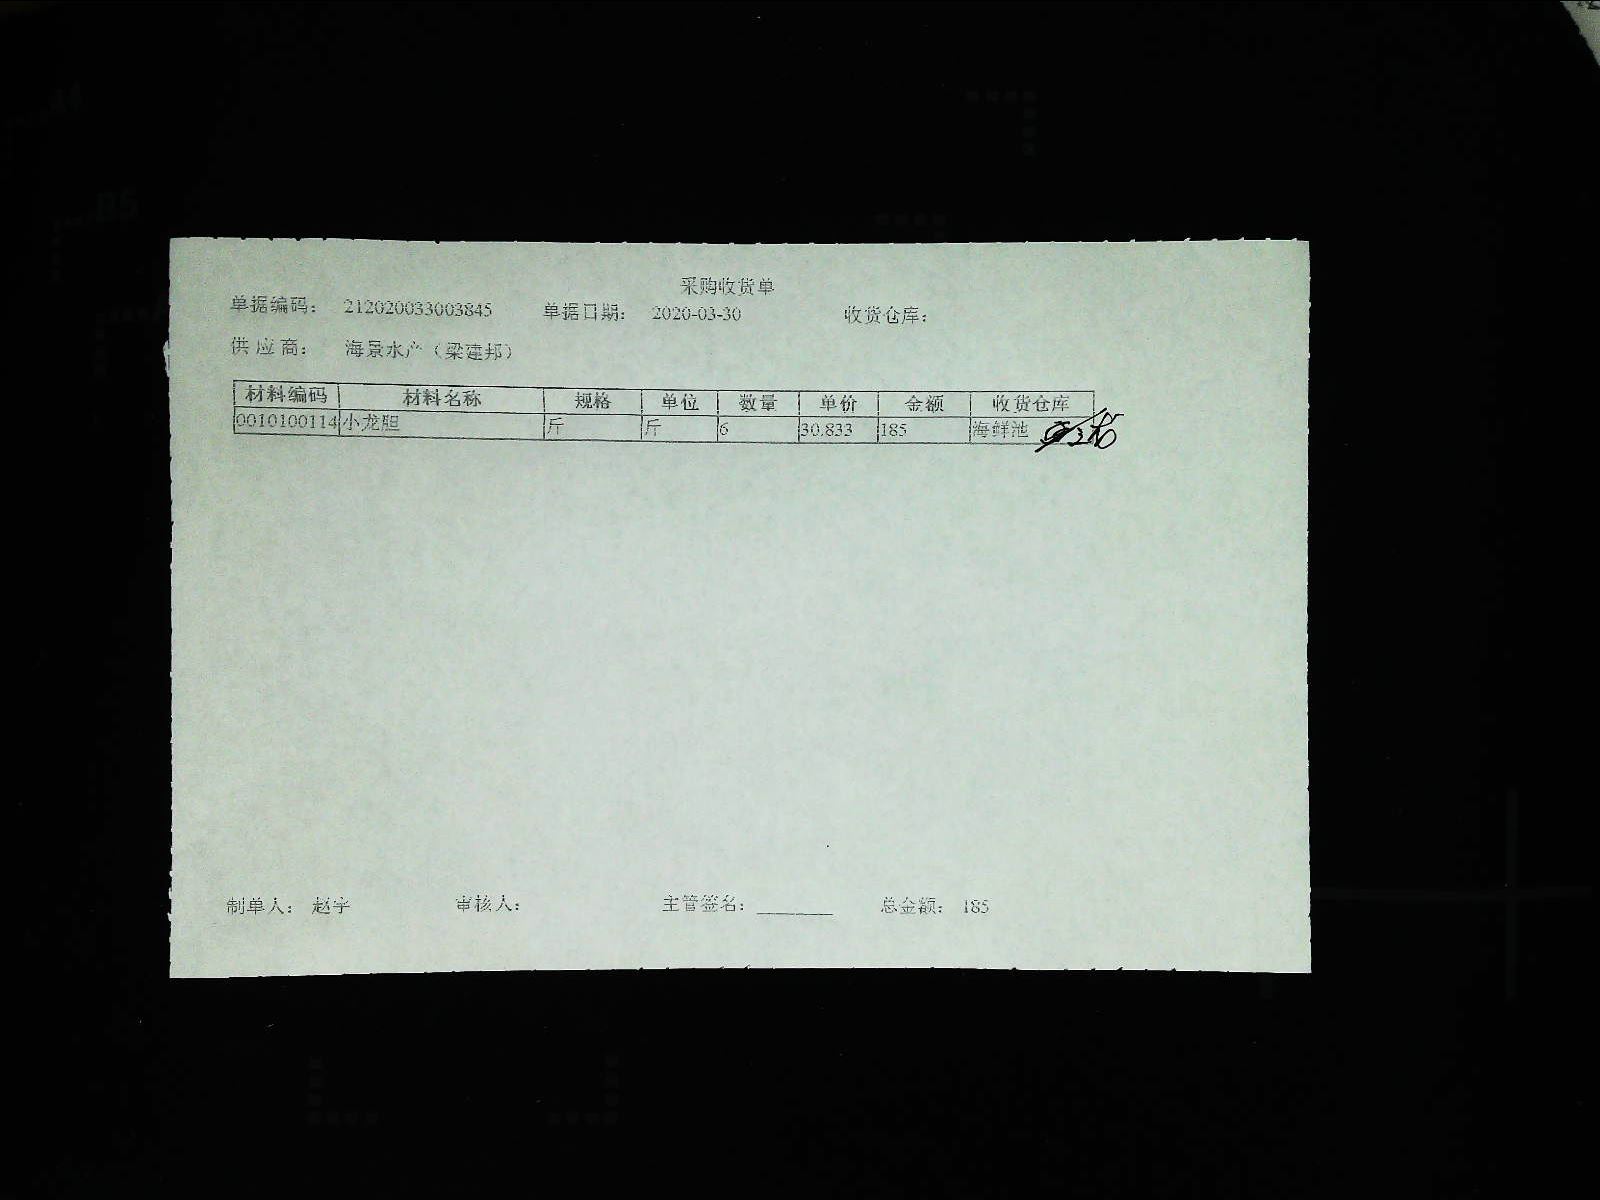 采购收货单
单据编码: 212020033003845 单据日期: 2020-03-30 收货仓库:
供应商: 海景水产(梁建邦)
材料编码 材料名称 规格 单位 数量 单价 金额 收货仓库
0010100114 小龙胆 斤 斤 6 30.833 185 海鲜池
制单人: 赵宇 审核人: 主管签名: ________ 总金额: 185